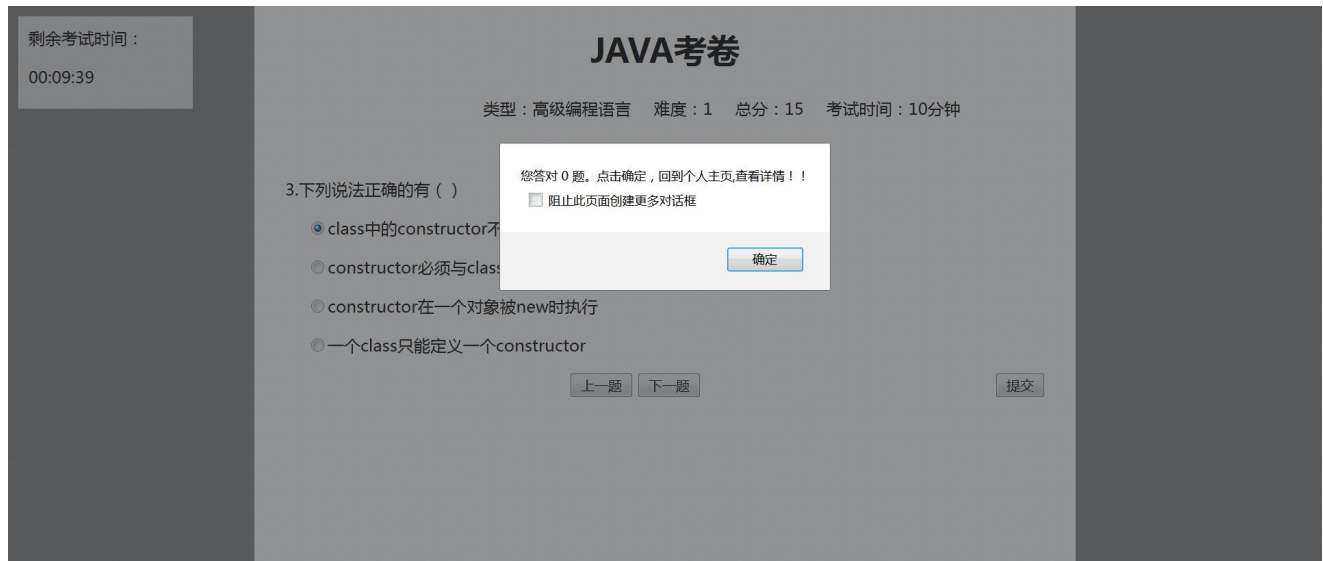 剩余考试时间：
00:09:39
JAVA考卷
类型：高级编程语言 难度：1 总分：15 考试时间：10分钟
您答对 0 题。点击确定，回到个人主页,查看详情！！
阻止此页面创建更多对话框
确定
3.下列说法正确的有（ ）
class中的constructor不
constructor必须与class
constructor在一个对象被new时执行
一个class只能定义一个constructor
上一题 下一题 提交